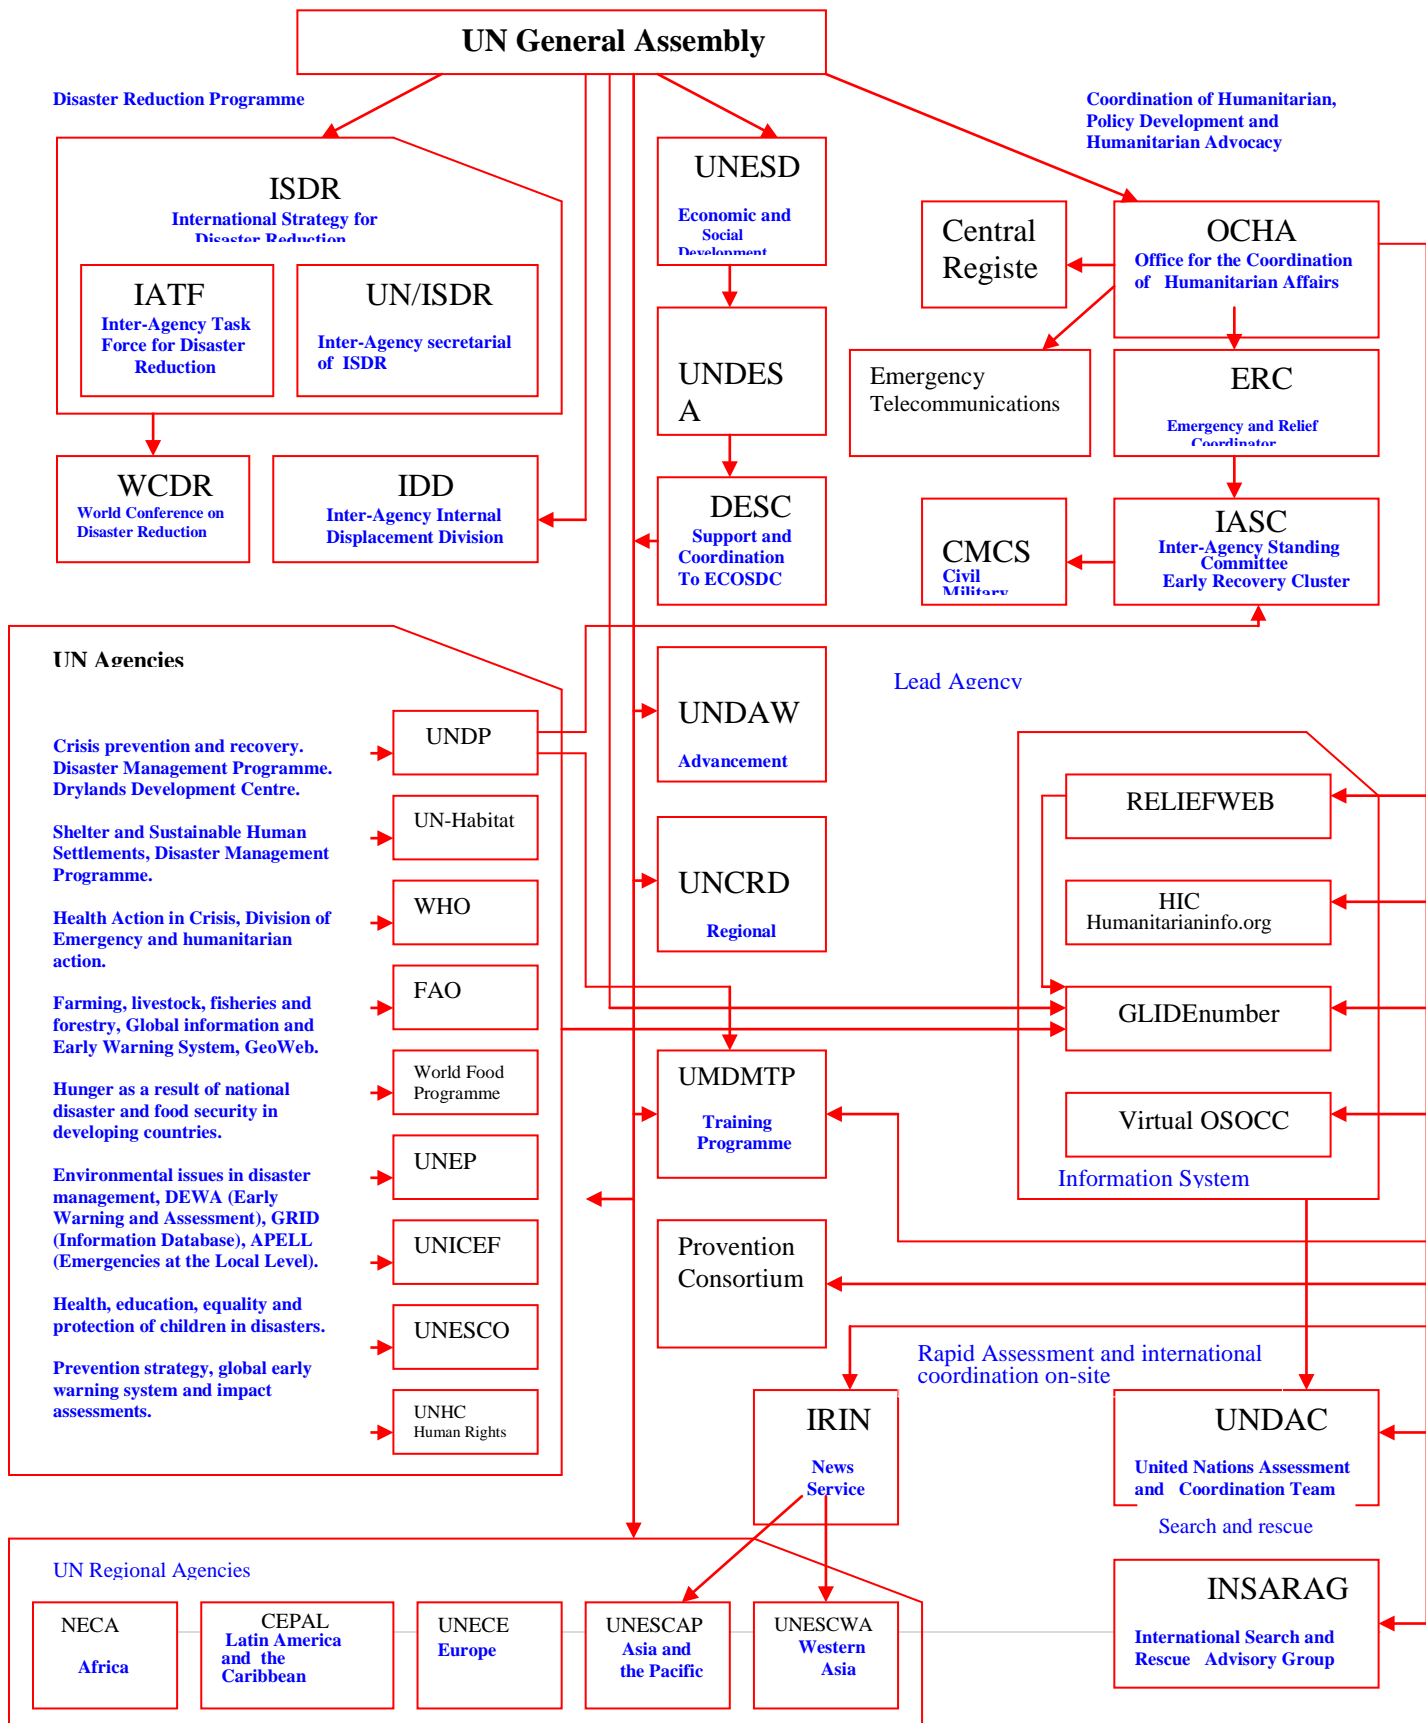 UN General Assembly
Disaster Reduction Programme
Coordination of Humanitarian,
Policy Development and
Humanitarian Advocacy
ISDR
International Strategy for
Disaster Reduction
IATF
Inter-Agency Task
Force for Disaster
Reduction
UN/ISDR
Inter-Agency secretarial
of ISDR
UNESD
Economic and
Social
Development
Central
Registe
OCHA
Office for the Coordination
of Humanitarian Affairs
UNDES
A
Emergency
Telecommunications
ERC
Emergency and Relief
Coordinator
WCDR
World Conference on
Disaster Reduction
IDD
Inter-Agency Internal
Displacement Division
DESC
Support and
Coordination
To ECOSDC
CMCS
Civil
Military
IASC
Inter-Agency Standing
Committee
Early Recovery Cluster
UN Agencies
Crisis prevention and recovery.
Disaster Management Programme.
Drylands Development Centre.
Shelter and Sustainable Human
Settlements, Disaster Management
Programme.
Health Action in Crisis, Division of
Emergency and humanitarian
action.
Farming, livestock, fisheries and
forestry, Global information and
Early Warning System, GeoWeb.
Hunger as a result of national
disaster and food security in
developing countries.
Environmental issues in disaster
management, DEWA (Early
Warning and Assessment), GRID
(Information Database), APELL
(Emergencies at the Local Level).
Health, education, equality and
protection of children in disasters.
Prevention strategy, global early
warning system and impact
assessments.
UNDP
UN-Habitat
WHO
FAO
World Food
Programme
UNEP
UNICEF
UNESCO
UNHC
Human Rights
UNDAW
Advancement
UNCRD
Regional
UMDMTP
Training
Programme
Provention
Consortium
Lead Agency
RELIEFWEB
HIC
Humanitarianinfo.org
GLIDEnumber
Virtual OSOCC
Information System
Rapid Assessment and international
coordination on-site
IRIN
News
Service
UNDAC
United Nations Assessment
and Coordination Team
Search and rescue
INSARAG
International Search and
Rescue Advisory Group
UN Regional Agencies
NECA
Africa
CEPAL
Latin America
and the
Caribbean
UNECE
Europe
UNESCAP
Asia and
the Pacific
UNESCWA
Western
Asia